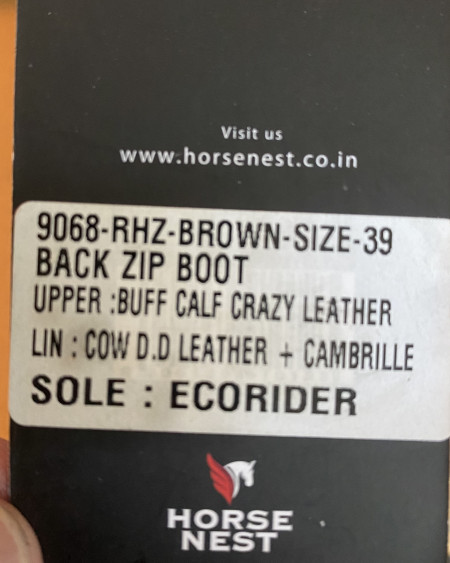 Visit us
www.horsenest.co.in
9068-RHZ-BROWN-SIZE-39
BACK ZIP BOOT
UPPER :BUFF CALF CRAZY LEATHER
LIN : COW D.D LEATHER + CAMBRILLE
SOLE : ECORIDER
HORSE
NEST